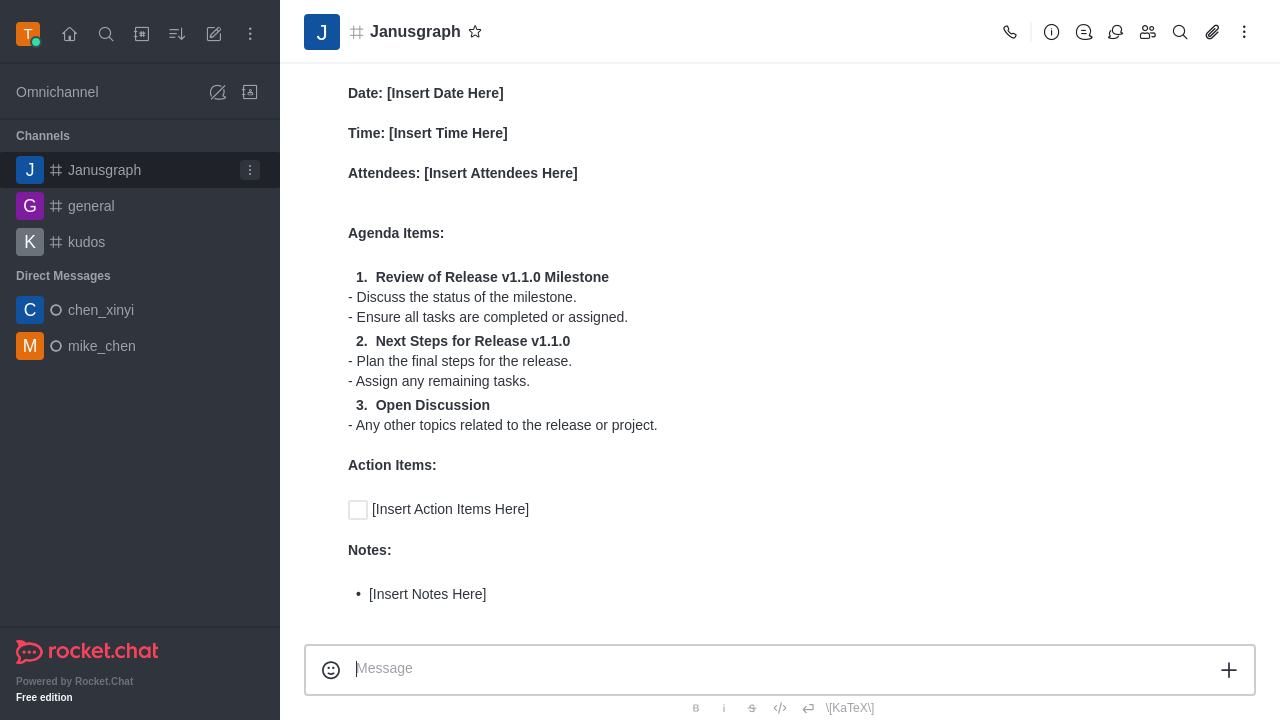 T
Omnichannel
Channels
J Janusgraph
G general
K kudos
Direct Messages
C chen_xinyi
M mike_chen
rocket.chat
Powered by Rocket.Chat
Free edition
J Janusgraph
Date: [Insert Date Here]
Time: [Insert Time Here]
Attendees: [Insert Attendees Here]
Agenda Items:
1. Review of Release v1.1.0 Milestone
- Discuss the status of the milestone.
- Ensure all tasks are completed or assigned.
2. Next Steps for Release v1.1.0
- Plan the final steps for the release.
- Assign any remaining tasks.
3. Open Discussion
- Any other topics related to the release or project.
Action Items:
[Insert Action Items Here]
Notes:
• [Insert Notes Here]
Message
B i S \[KaTeX\]